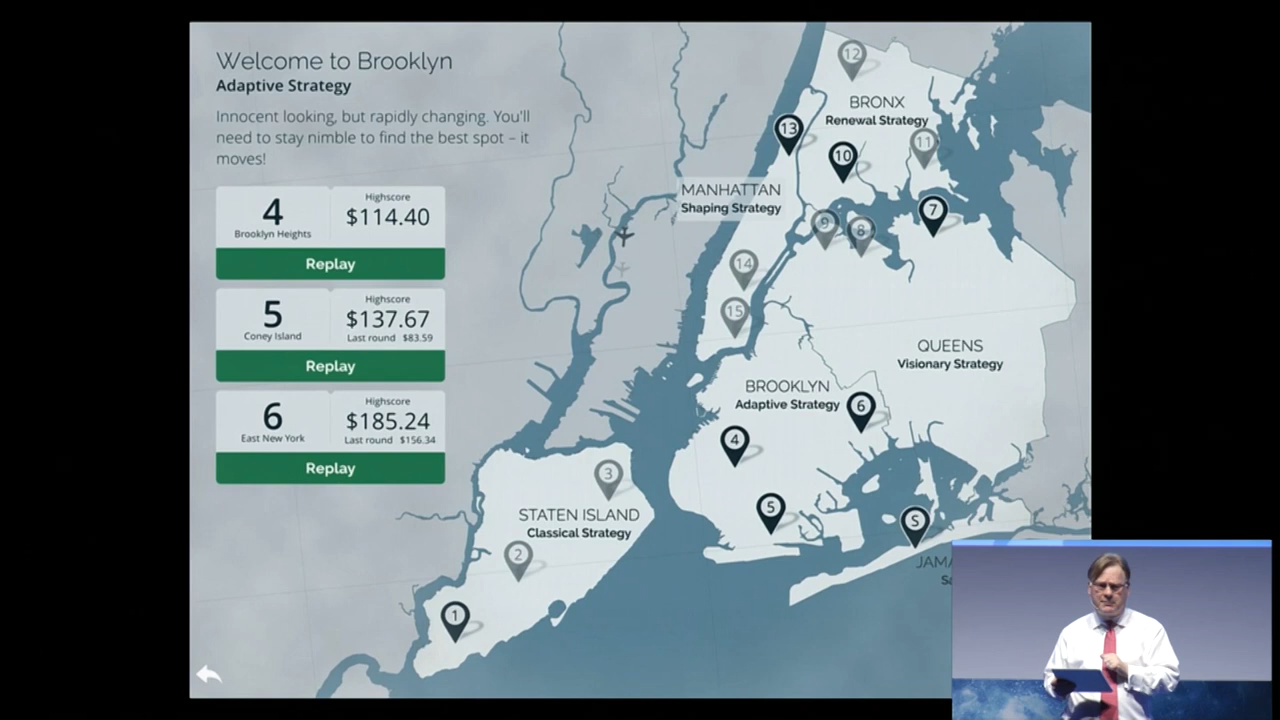 Welcome to Brooklyn
Adaptive Strategy
Innocent looking, but rapidly changing. You'll
need to stay nimble to find the best spot – it
moves!
4
Brooklyn Heights
Highscore
$114.40
Replay
5
Coney Island
Highscore
$137.67
Last round $83.59
Replay
6
East New York
Highscore
$185.24
Last round $156.34
Replay
12
BRONX
Renewal Strategy
13
11
10
MANHATTAN
Shaping Strategy
7
9
8
14
15
QUEENS
Visionary Strategy
BROOKLYN
Adaptive Strategy
6
4
3
5
STATEN ISLAND
Classical Strategy
S
2
1